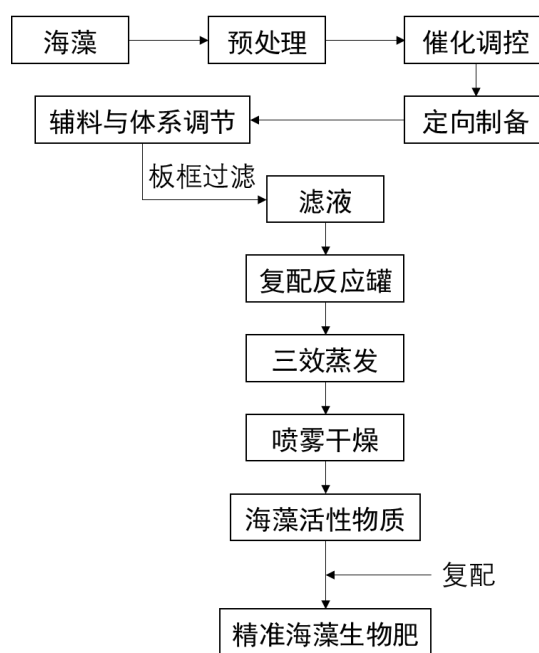 海藻
预处理
催化调控
定向制备
辅料与体系调节
板框过滤
滤液
复配反应罐
三效蒸发
喷雾干燥
海藻活性物质
复配
精准海藻生物肥